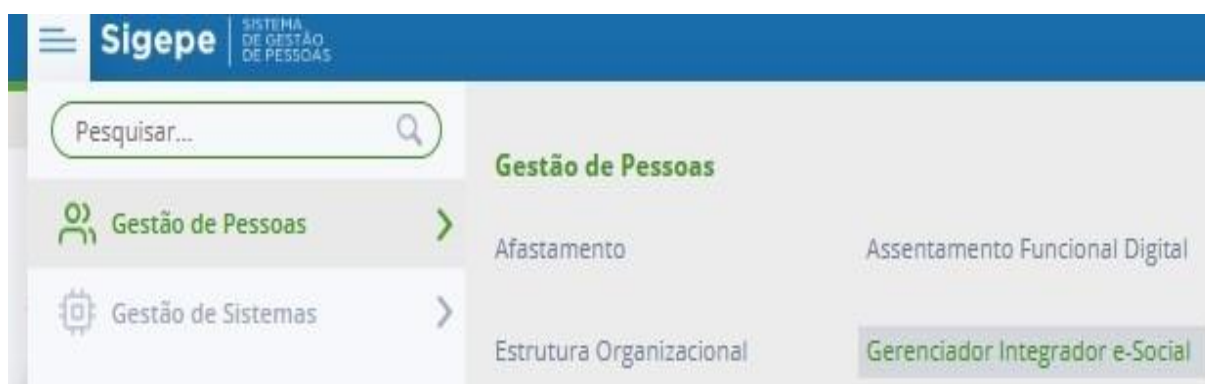 Sigepe
SISTEMA
DE GESTÃO
DE PESSOAS
Pesquisar...
Gestão de Pessoas
Gestão de Sistemas
Gestão de Pessoas
Afastamento
Assentamento Funcional Digital
Estrutura Organizacional
Gerenciador Integrador e-Social